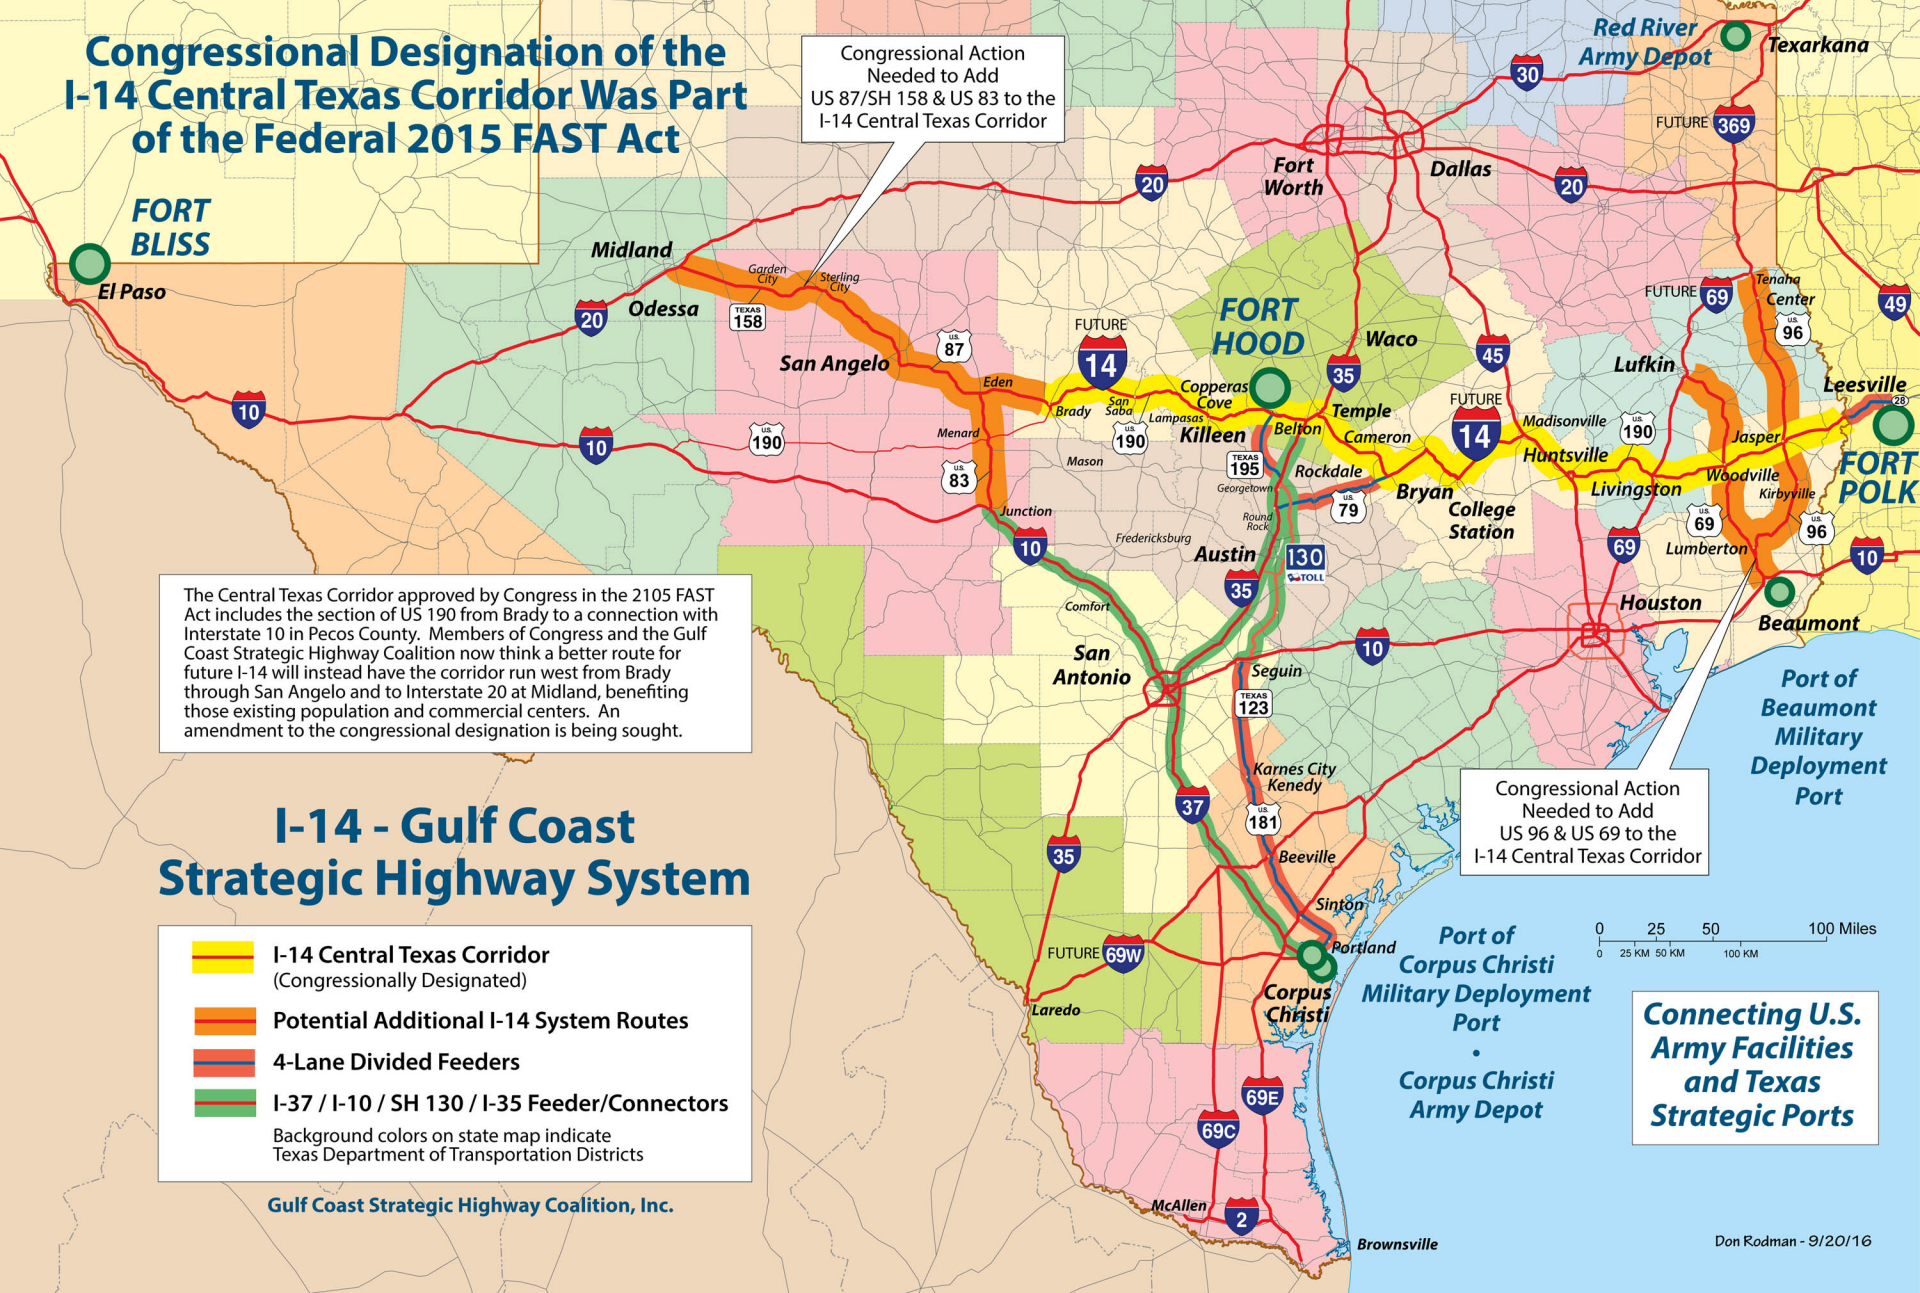 Congressional Designation of the
I-14 Central Texas Corridor Was Part
of the Federal 2015 FAST Act
Congressional Action
Needed to Add
US 87/SH 158 & US 83 to the
I-14 Central Texas Corridor
Red River
Army Depot
Texarkana
30
FUTURE 369
FORT
BLISS
El Paso
Fort
Worth
Dallas
20
20
Midland
Odessa
20
Garden
City
Sterling
City
TEXAS
158
San Angelo
U.S.
87
Eden
FUTURE
14
FORT
HOOD
Waco
35
45
FUTURE 69
Tenaha
Center
U.S.
96
49
Lufkin
Leesville
28
FORT
POLK
10
10
U.S.
190
Menard
U.S.
83
Junction
10
Brady
San
Saba
Lampasas
U.S.
190
Mason
Copperas
Cove
Killeen
Belton
Temple
Cameron
FUTURE
14
Madisonville
Huntsville
U.S.
190
Livingston
Jasper
Woodville
Kirbyville
TEXAS
195
Georgetown
Rockdale
U.S.
79
Bryan
College
Station
Round
Rock
Fredericksburg
Austin
130
TOLL
35
U.S.
69
U.S.
96
69
Lumberton
10
Comfort
Houston
Beaumont
10
San
Antonio
Seguin
TEXAS
123
Karnes City
Kenedy
37
U.S.
181
35
Beeville
Sinton
Portland
FUTURE 69W
Laredo
Corpus
Christi
69E
69C
McAllen
2
Brownsville
Port of
Beaumont
Military
Deployment
Port
Congressional Action
Needed to Add
US 96 & US 69 to the
I-14 Central Texas Corridor
Port of
Corpus Christi
Military Deployment
Port
•
Corpus Christi
Army Depot
0 25 50 100 Miles
0 25 KM 50 KM 100 KM
Connecting U.S.
Army Facilities
and Texas
Strategic Ports
Don Rodman - 9/20/16
The Central Texas Corridor approved by Congress in the 2105 FAST
Act includes the section of US 190 from Brady to a connection with
Interstate 10 in Pecos County. Members of Congress and the Gulf
Coast Strategic Highway Coalition now think a better route for
future I-14 will instead have the corridor run west from Brady
through San Angelo and to Interstate 20 at Midland, benefiting
those existing population and commercial centers. An
amendment to the congressional designation is being sought.
I-14 - Gulf Coast
Strategic Highway System
I-14 Central Texas Corridor
(Congressionally Designated)
Potential Additional I-14 System Routes
4-Lane Divided Feeders
I-37 / I-10 / SH 130 / I-35 Feeder/Connectors
Background colors on state map indicate
Texas Department of Transportation Districts
Gulf Coast Strategic Highway Coalition, Inc.